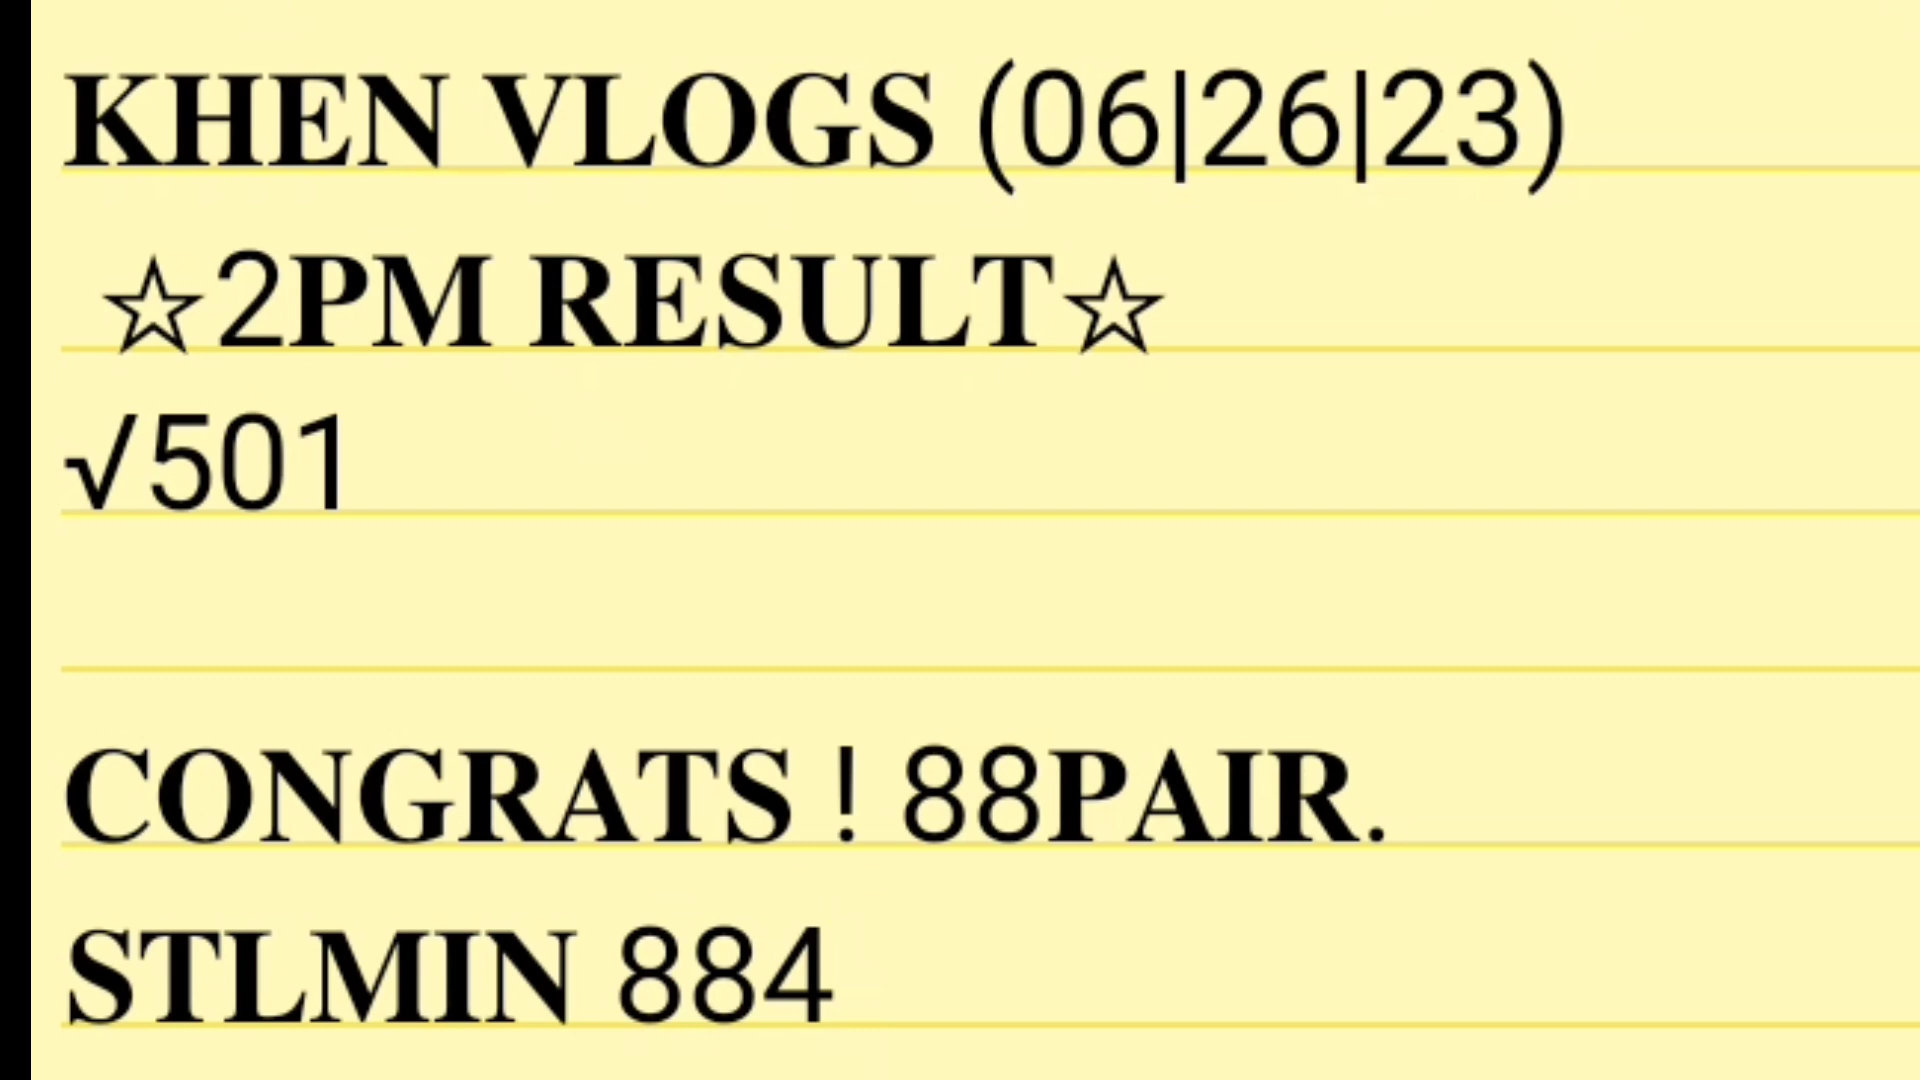 KHEN VLOGS (06|26|23)
☆2PM RESULT☆
√501
CONGRATS ! 88PAIR.
STLMIN 884